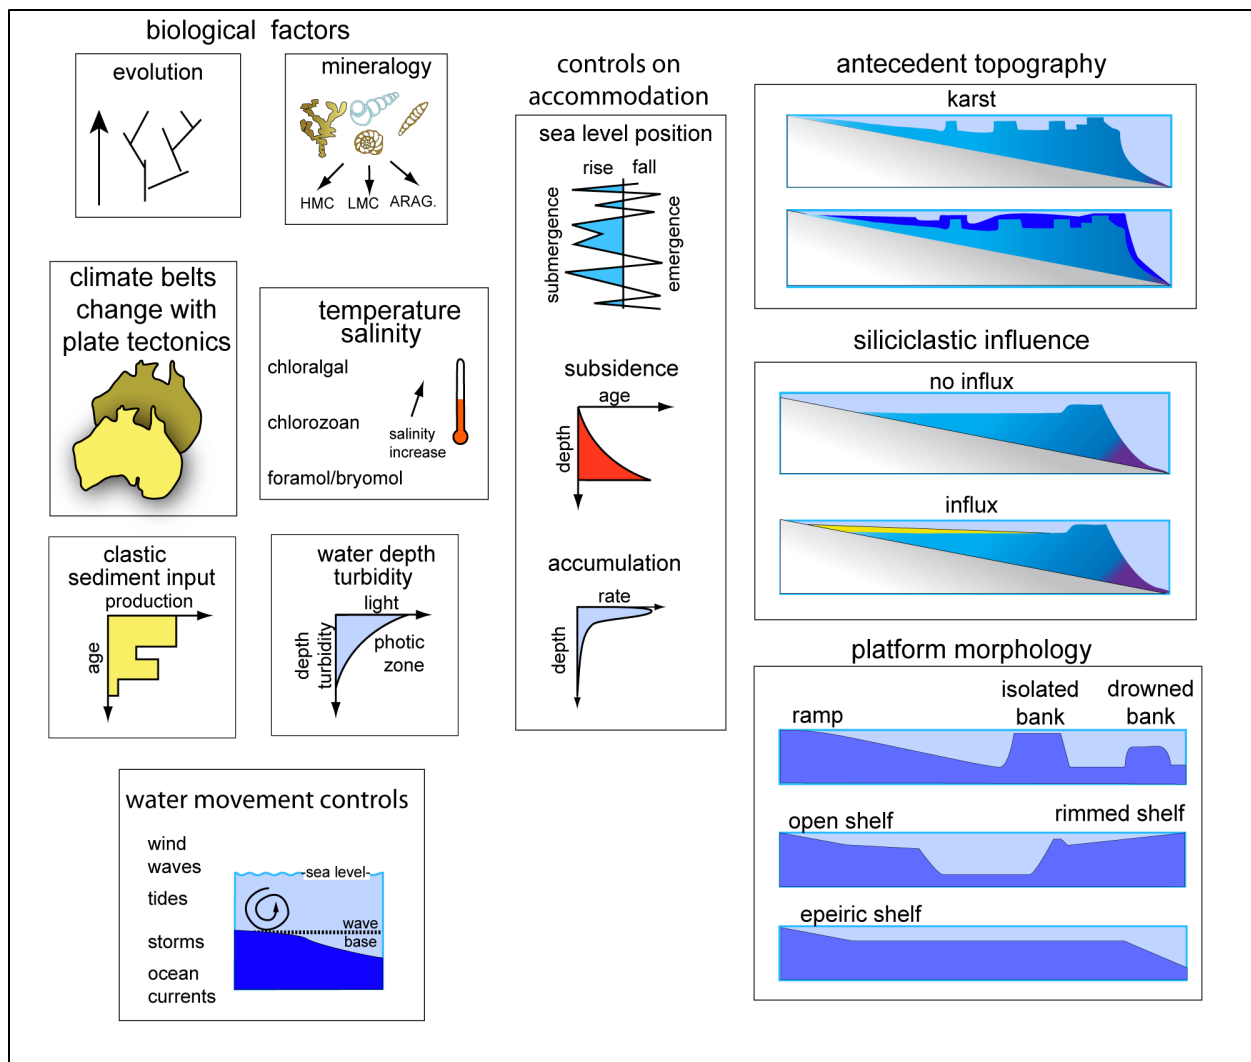 biological factors
evolution
mineralogy
HMC LMC ARAG.
climate belts
change with
plate tectonics
temperature
salinity
chloralgal
chlorozoan
foramol/bryomol
salinity
increase
clastic
sediment input
production
age
water depth
turbidity
light
depth
turbidity
photic
zone
water movement controls
wind
waves
tides
storms
ocean
currents
sea level
wave
base
controls on
accommodation
sea level position
rise fall
submergence
emergence
subsidence
age
depth
accumulation
rate
depth
antecedent topography
karst
siliciclastic influence
no influx
influx
platform morphology
ramp
isolated
bank
drowned
bank
open shelf
rimmed shelf
epeiric shelf